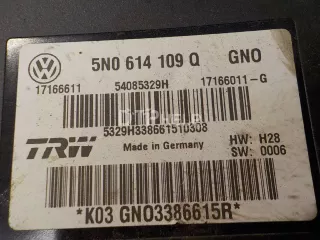 5N0 614 109 Q GNO
17166611 54085329H 17166011-G
5329H338661510308
TRW Made in Germany HW: H28
SW: 0006
*K03 GNO3386615R*